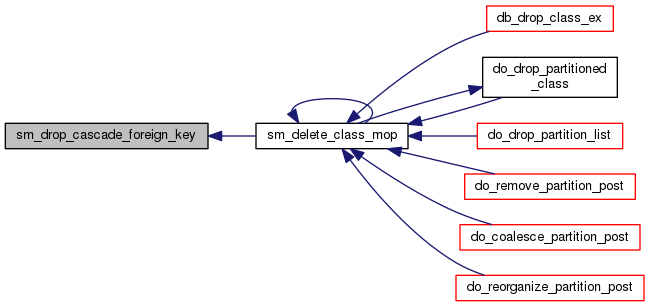 db_drop_class_ex
do_drop_partitioned
_class
sm_drop_cascade_foreign_key
sm_delete_class_mop
do_drop_partition_list
do_remove_partition_post
do_coalesce_partition_post
do_reorganize_partition_post